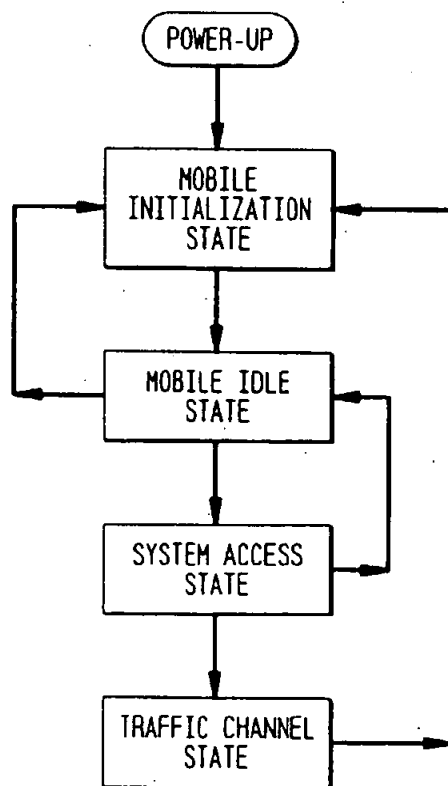 POWER-UP
MOBILE
INITIALIZATION
STATE
MOBILE IDLE
STATE
SYSTEM ACCESS
STATE
TRAFFIC CHANNEL
STATE